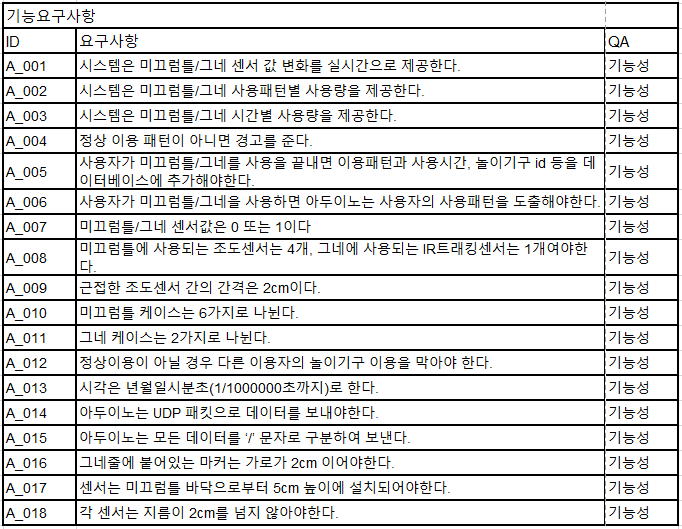 기능요구사항
ID 요구사항 QA
A_001 시스템은 미끄럼틀/그네 센서 값 변화를 실시간으로 제공한다. 기능성
A_002 시스템은 미끄럼틀/그네 사용패턴별 사용량을 제공한다. 기능성
A_003 시스템은 미끄럼틀/그네 시간별 사용량을 제공한다. 기능성
A_004 정상 이용 패턴이 아니면 경고를 준다. 기능성
A_005 사용자가 미끄럼틀/그네를 사용을 끝내면 이용패턴과 사용시간, 놀이기구 id 등을 데
이터베이스에 추가해야한다. 기능성
A_006 사용자가 미끄럼틀/그네을 사용하면 아두이노는 사용자의 사용패턴을 도출해야한다. 기능성
A_007 미끄럼틀/그네 센서값은 0 또는 1이다 기능성
A_008 미끄럼틀에 사용되는 조도센서는 4개, 그네에 사용되는 IR트래킹센서는 1개여야한
다. 기능성
A_009 근접한 조도센서 간의 간격은 2cm이다. 기능성
A_010 미끄럼틀 케이스는 6가지로 나뉜다. 기능성
A_011 그네 케이스는 2가지로 나뉜다. 기능성
A_012 정상이용이 아닐 경우 다른 이용자의 놀이기구 이용을 막아야 한다. 기능성
A_013 시각은 년월일시분초(1/1000000초까지)로 한다. 기능성
A_014 아두이노는 UDP 패킷으로 데이터를 보내야한다. 기능성
A_015 아두이노는 모든 데이터를 ‘/’ 문자로 구분하여 보낸다. 기능성
A_016 그네줄에 붙어있는 마커는 가로가 2cm 이어야한다. 기능성
A_017 센서는 미끄럼틀 바닥으로부터 5cm 높이에 설치되어야한다. 기능성
A_018 각 센서는 지름이 2cm를 넘지 않아야한다. 기능성